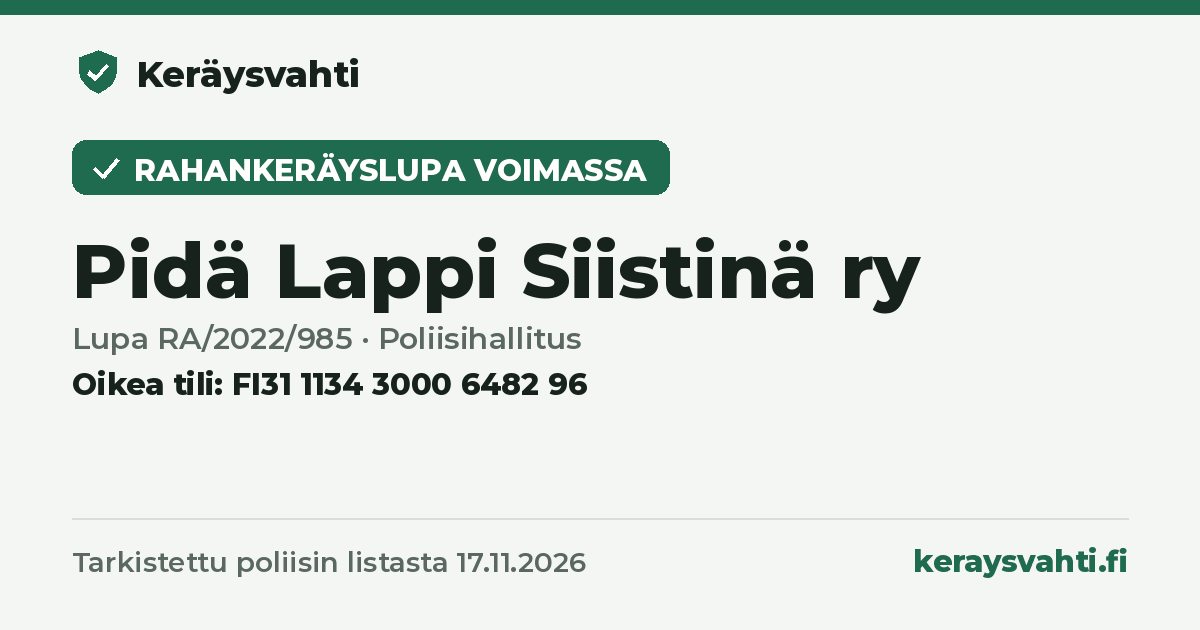 Keräysvahti
RAHANKERÄYSLUPA VOIMASSA
Pidä Lappi Siistinä ry
Lupa RA/2022/985 · Poliisihallitus
Oikea tili: FI31 1134 3000 6482 96
Tarkistettu poliisin listasta 17.11.2026
keraysvahti.fi